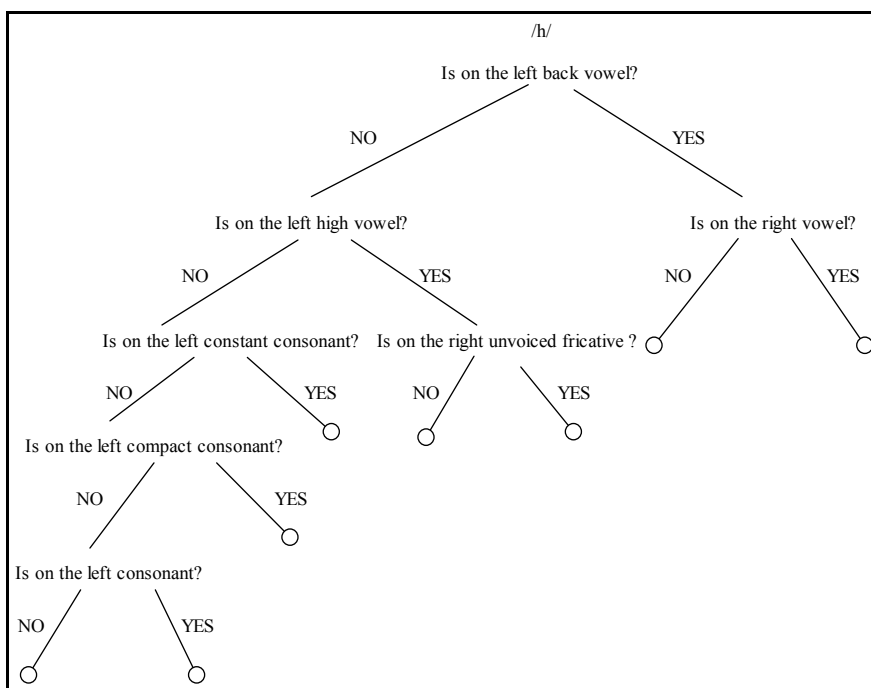 /h/
Is on the left back vowel?
NO
YES
Is on the left high vowel?
Is on the right vowel?
NO
YES
NO
YES
Is on the left constant consonant?
Is on the right unvoiced fricative ?
NO
YES
NO
YES
Is on the left compact consonant?
NO
YES
Is on the left consonant?
NO
YES